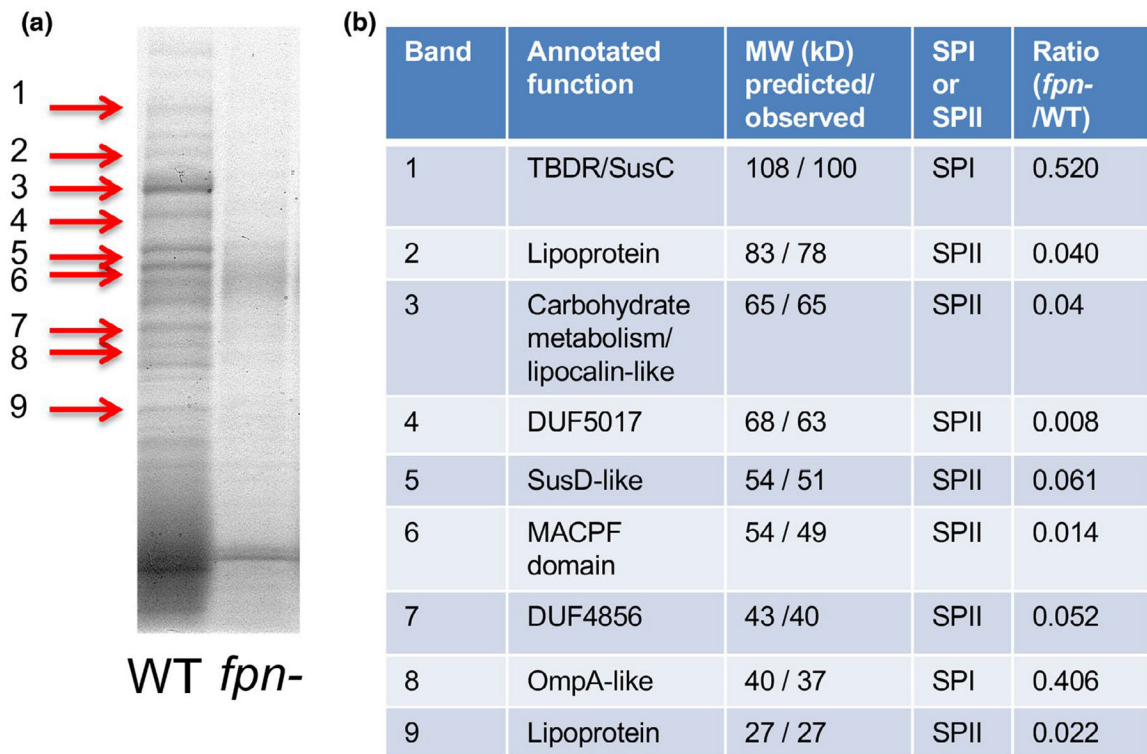 (a)
1
2
3
4
5
6
7
8
9
WT fpn-
(b)
Band Annotated function MW (kD) predicted/ observed SPI or SPII Ratio (fpn- /WT)
1 TBDR/SusC 108 / 100 SPI 0.520
2 Lipoprotein 83 / 78 SPII 0.040
3 Carbohydrate metabolism/ lipocalin-like 65 / 65 SPII 0.04
4 DUF5017 68 / 63 SPII 0.008
5 SusD-like 54 / 51 SPII 0.061
6 MACPF domain 54 / 49 SPII 0.014
7 DUF4856 43 /40 SPII 0.052
8 OmpA-like 40 / 37 SPI 0.406
9 Lipoprotein 27 / 27 SPII 0.022